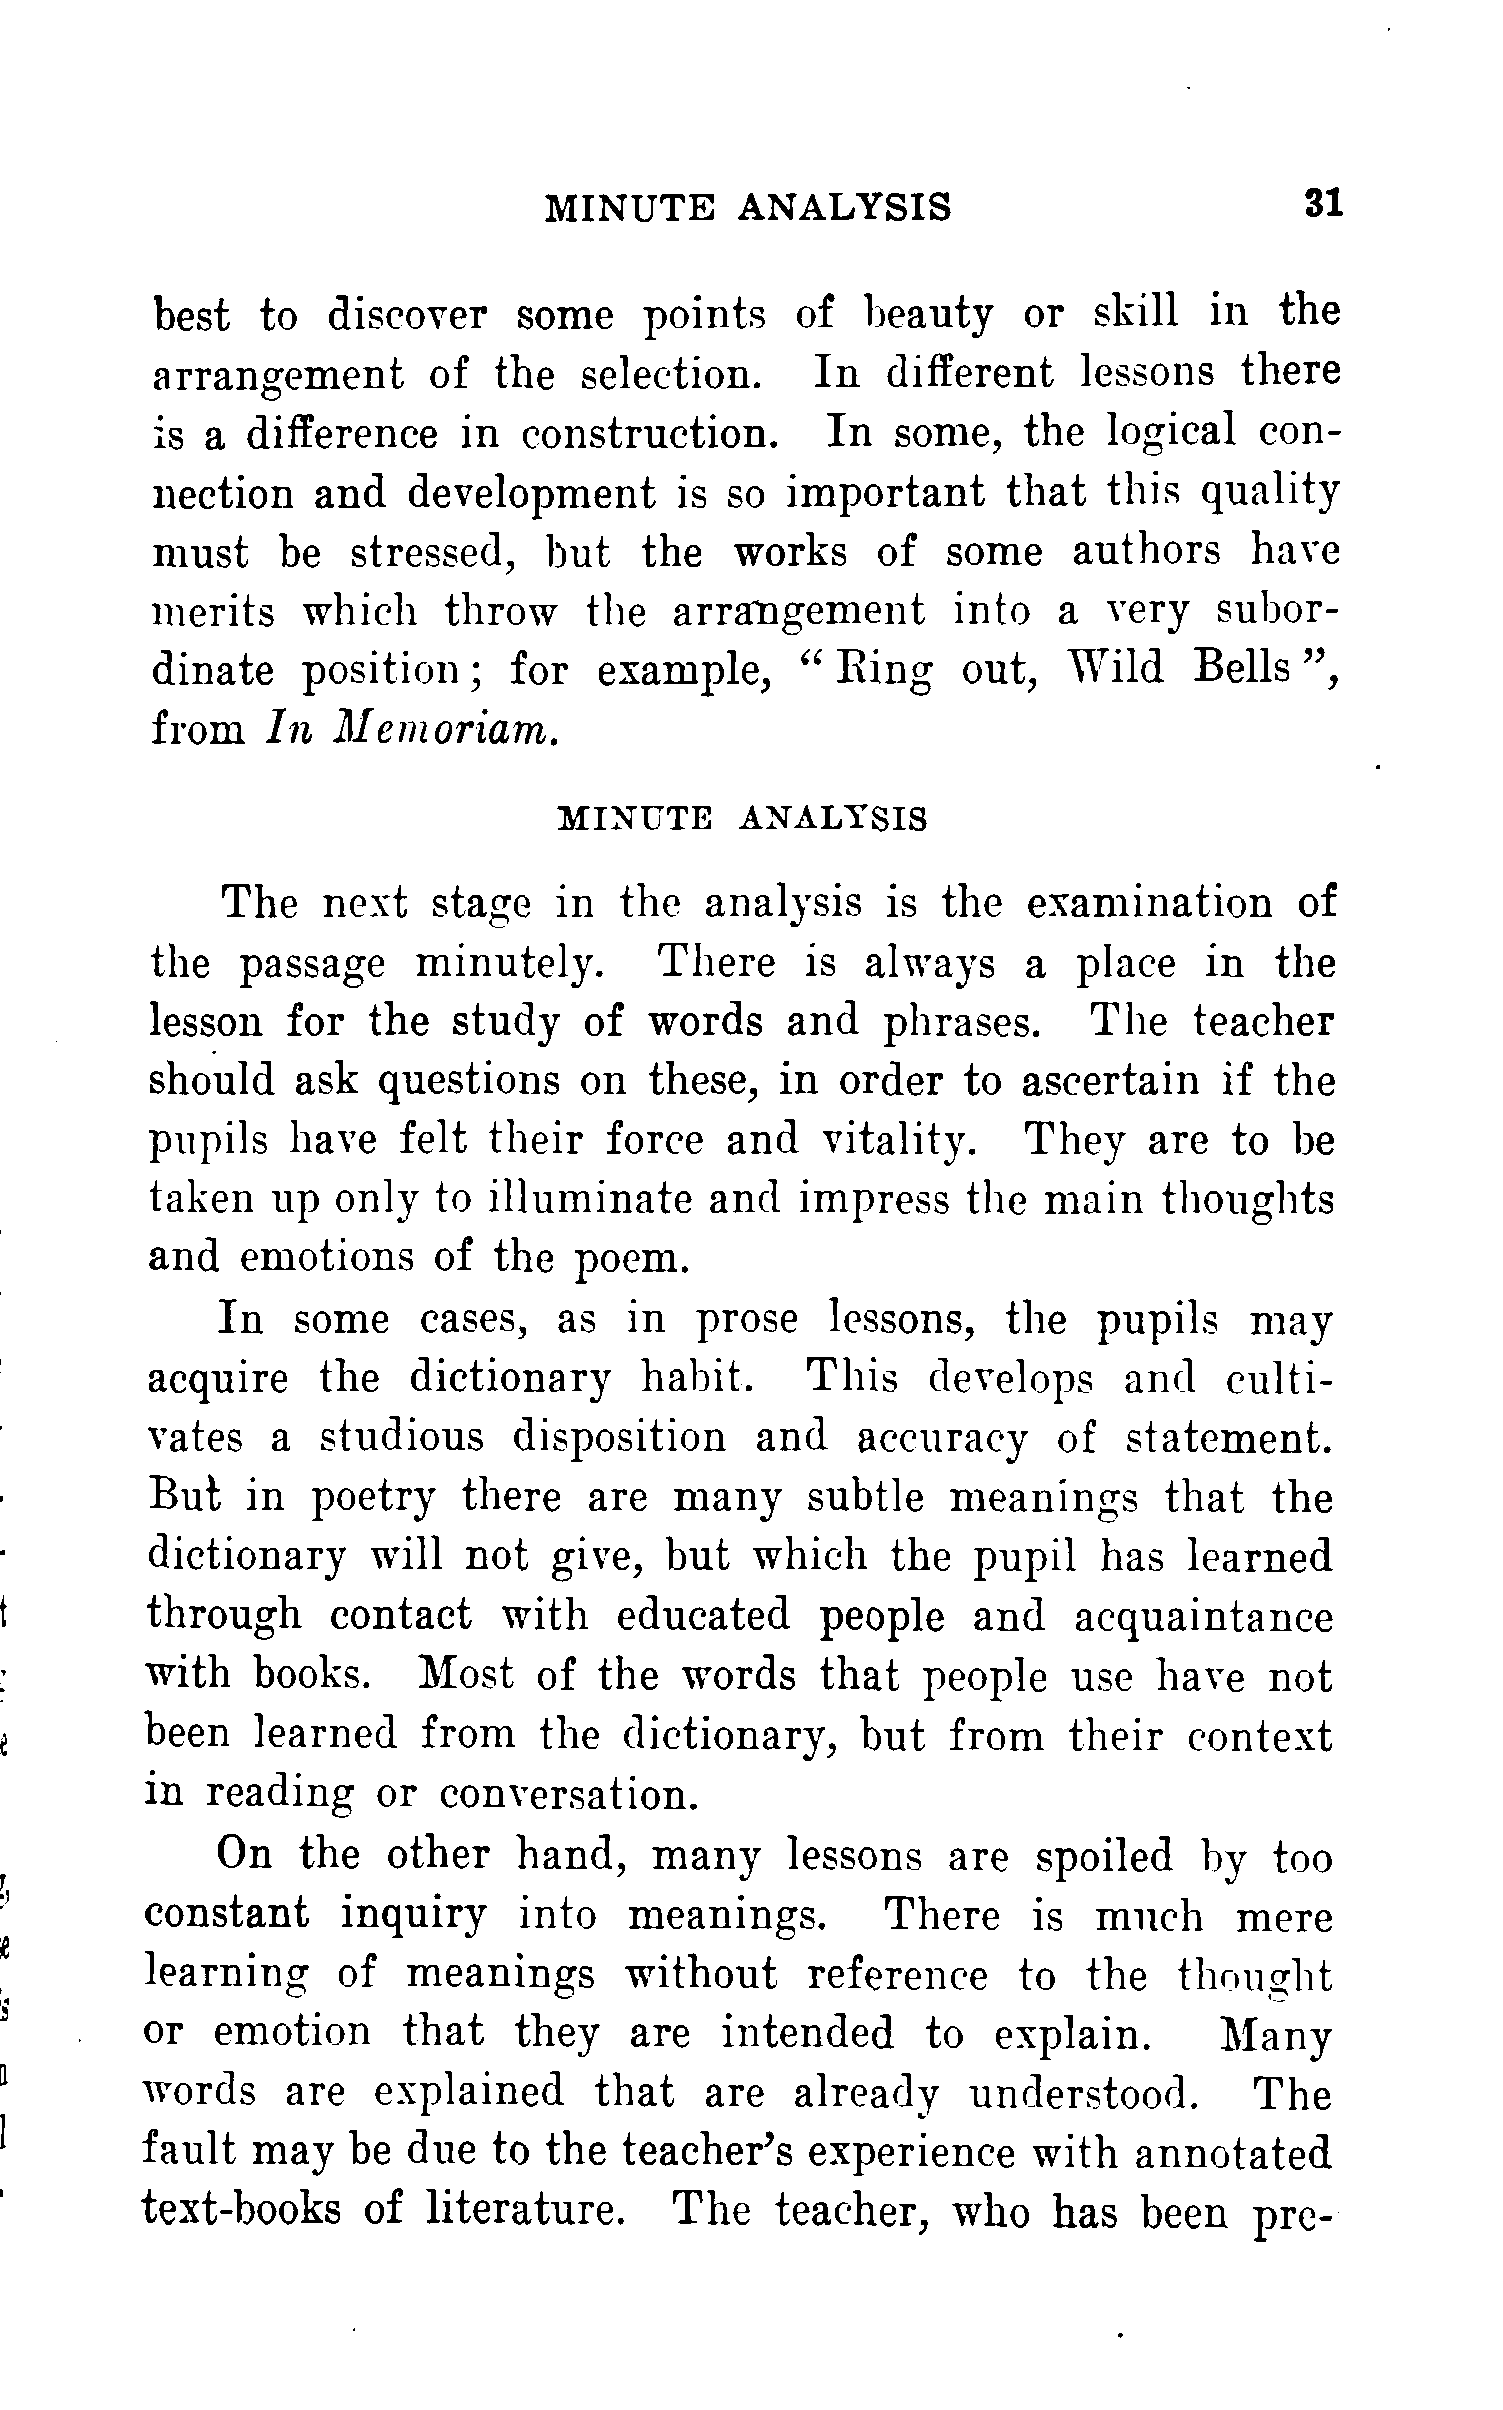 MINUTE ANALYSIS 31
best to discover some points of beauty or skill in the
arrangement of the selection. In different lessons there
is a difference in construction. In some, the logical con-
nection and development is so important that this quality
must be stressed, but the works of some authors have
merits which throw the arrangement into a very subor-
dinate position; for example, “Ring out, Wild Bells”,
from In Memoriam.
MINUTE ANALYSIS
The next stage in the analysis is the examination of
the passage minutely. There is always a place in the
lesson for the study of words and phrases. The teacher
should ask questions on these, in order to ascertain if the
pupils have felt their force and vitality. They are to be
taken up only to illuminate and impress the main thoughts
and emotions of the poem.
In some cases, as in prose lessons, the pupils may
acquire the dictionary habit. This develops and culti-
vates a studious disposition and accuracy of statement.
But in poetry there are many subtle meanings that the
dictionary will not give, but which the pupil has learned
through contact with educated people and acquaintance
with books. Most of the words that people use have not
been learned from the dictionary, but from their context
in reading or conversation.
On the other hand, many lessons are spoiled by too
constant inquiry into meanings. There is much mere
learning of meanings without reference to the thought
or emotion that they are intended to explain. Many
words are explained that are already understood. The
fault may be due to the teacher’s experience with annotated
text-books of literature. The teacher, who has been pre-